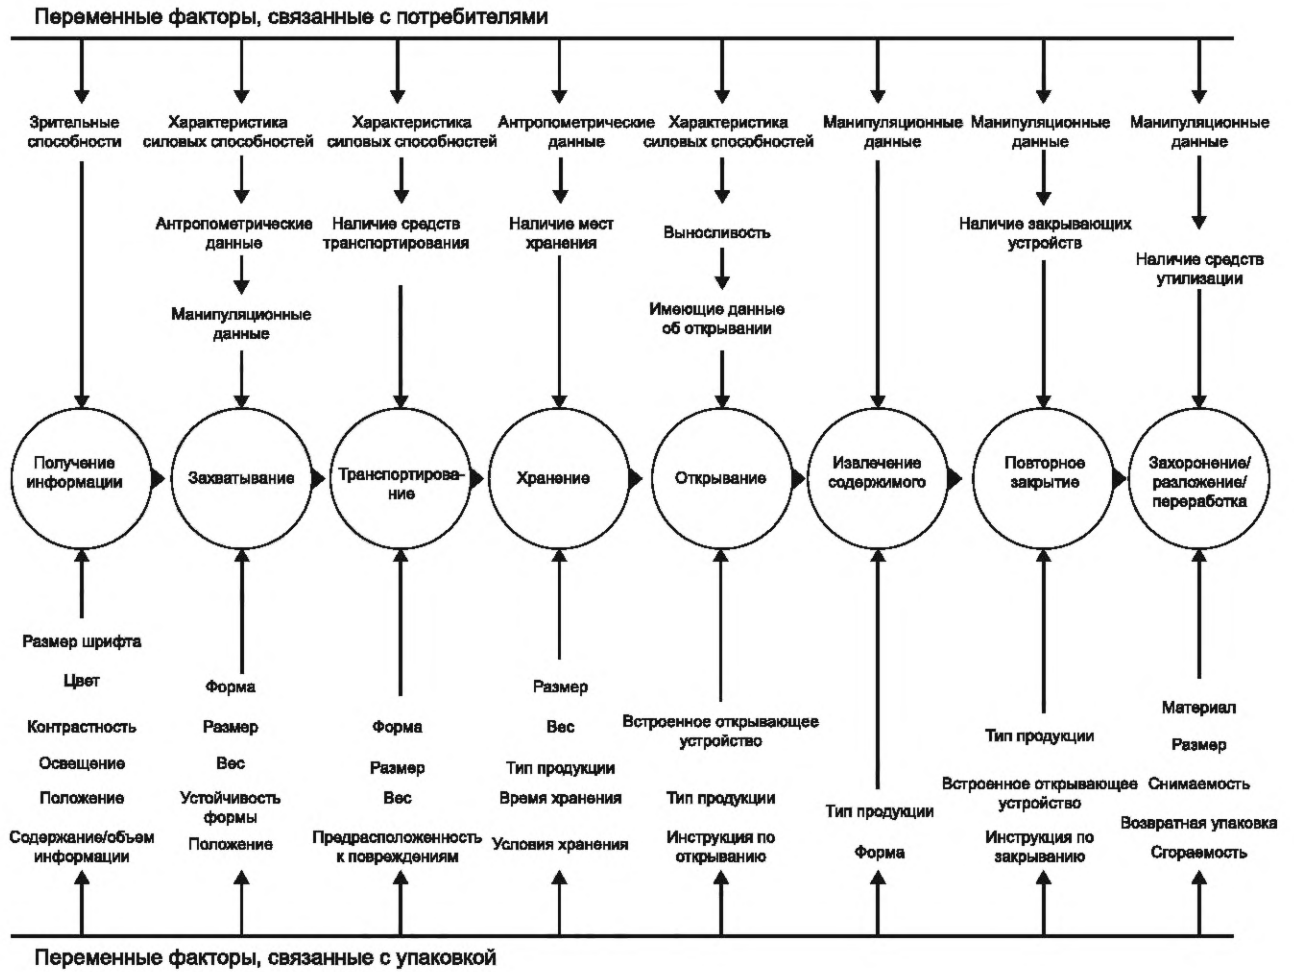 Переменные факторы, связанные с потребителями
Зрительные
способности
Характеристика
силовых способностей
Характеристика
силовых способностей
Антропометрические
данные
Характеристика
силовых способностей
Манипуляционные
данные
Манипуляционные
данные
Манипуляционные
данные
Антропометрические
данные
Наличие средств
транспортирования
Наличие мест
хранения
Выносливость
Наличие закрывающих
устройств
Наличие средств
утилизации
Манипуляционные
данные
Имеющие данные
об открывании
Получение
информации
Захватывание
Транспортирова-
ние
Хранение
Открывание
Извлечение
содержимого
Повторное
закрытие
Захоронение/
разложение/
переработка
Размер шрифта
Цвет
Контрастность
Освещение
Положение
Содержание/объем
информации
Форма
Размер
Вес
Устойчивость
формы
Положение
Форма
Размер
Вес
Предрасположенность
к повреждениям
Размер
Вес
Тип продукции
Время хранения
Условия хранения
Встроенное открывающее
устройство
Тип продукции
Инструкция по
открыванию
Тип продукции
Форма
Тип продукции
Встроенное открывающее
устройство
Инструкция по
закрыванию
Материал
Размер
Снимаемость
Возвратная упаковка
Сгораемость
Переменные факторы, связанные с упаковкой